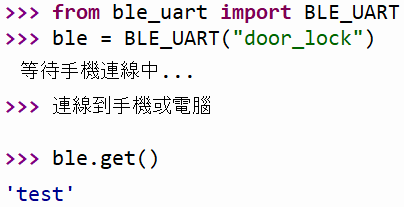 >>> from ble_uart import BLE_UART
>>> ble = BLE_UART("door_lock")
等待手機連線中...
>>> 連線到手機或電腦
>>> ble.get()
'test'